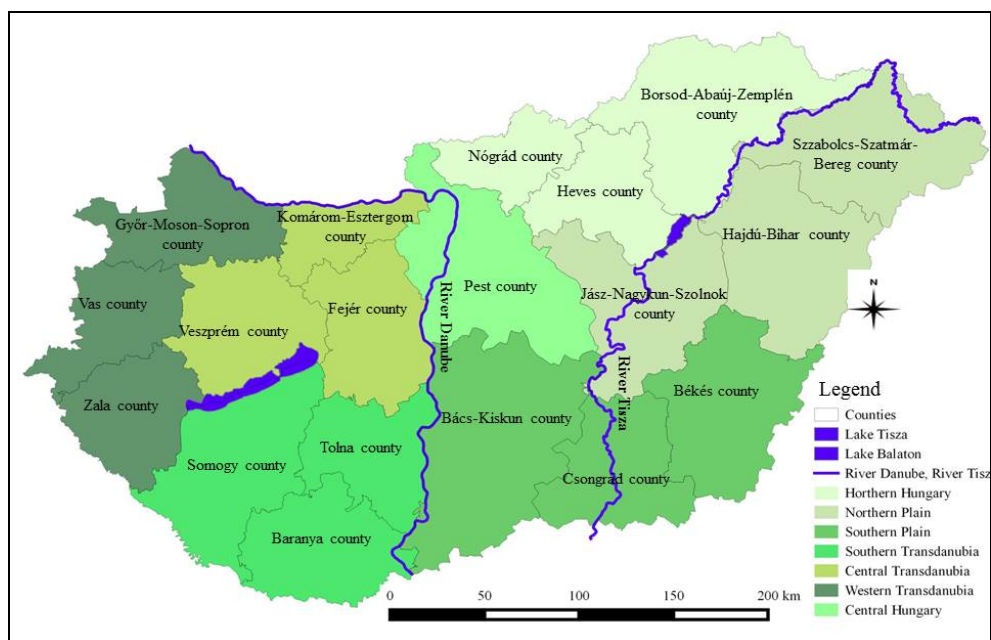 Borsod-Abaúj-Zemplén
county
Nógrád county
Szzabolcs-Szatmár-
Bereg county
Heves county
Komárom-Esztergom
county
Győr-Moson-Sopron
county
Hajdú-Bihar county
Pest county
Jász-Nagykun-Szolnok
county
Vas county
Veszprém county
Fejér county
River Danube
River Tisza
Zala county
Békés county
Bács-Kiskun county
Tolna county
Somogy county
Csongrád county
Baranya county
Legend
Counties
Lake Tisza
Lake Balaton
River Danube, River Tisz
Horthern Hungary
Northern Plain
Southern Plain
Southern Transdanubia
Central Transdanubia
Western Transdanubia
Central Hungary
0 50 100 150 200 km